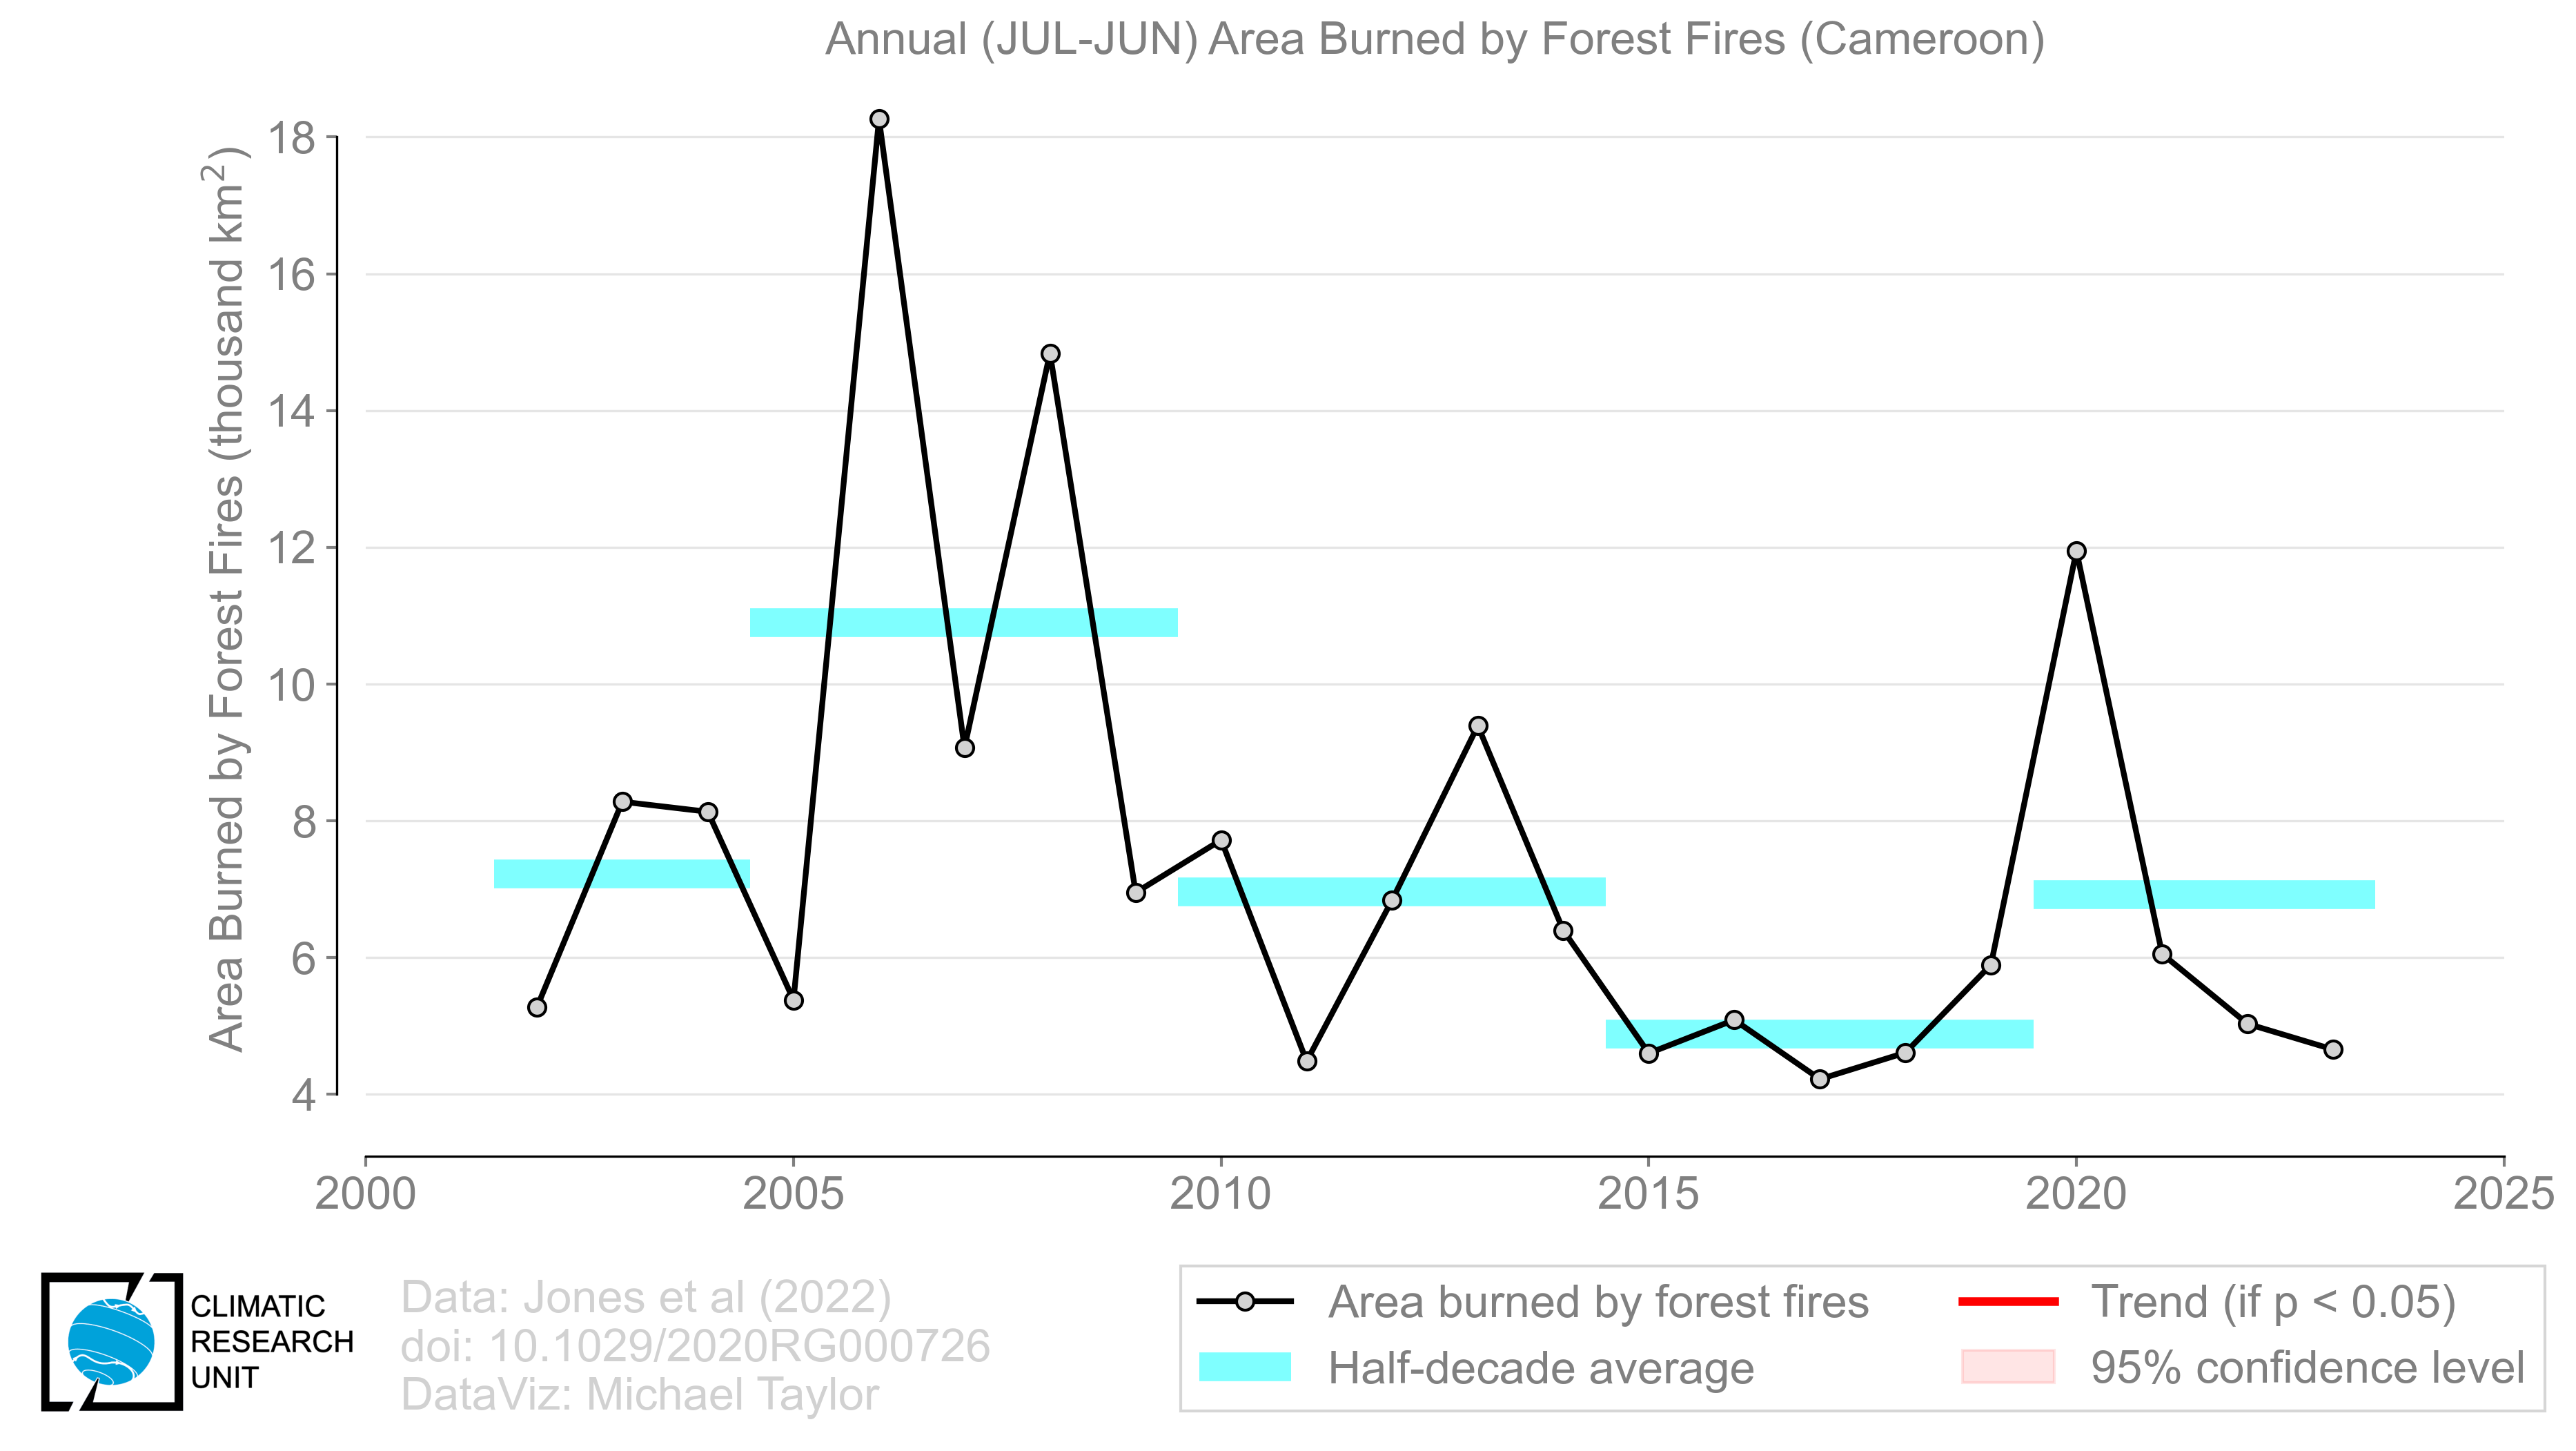 Annual (JUL-JUN) Area Burned by Forest Fires (Cameroon)
Area Burned by Forest Fires (thousand km²)
18
16
14
12
10
8
6
4
2000 2005 2010 2015 2020 2025
CLIMATIC
RESEARCH
UNIT
Data: Jones et al (2022)
doi: 10.1029/2020RG000726
DataViz: Michael Taylor
Area burned by forest fires
Half-decade average
Trend (if p < 0.05)
95% confidence level